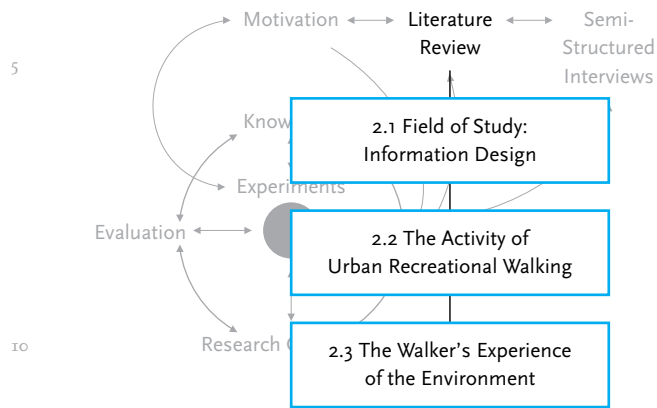 Motivation
Literature
Review
Semi-
Structured
Interviews
5
2.1 Field of Study:
Information Design
Experiments
2.2 The Activity of
Urban Recreational Walking
Evaluation
Research
2.3 The Walker's Experience
of the Environment
10